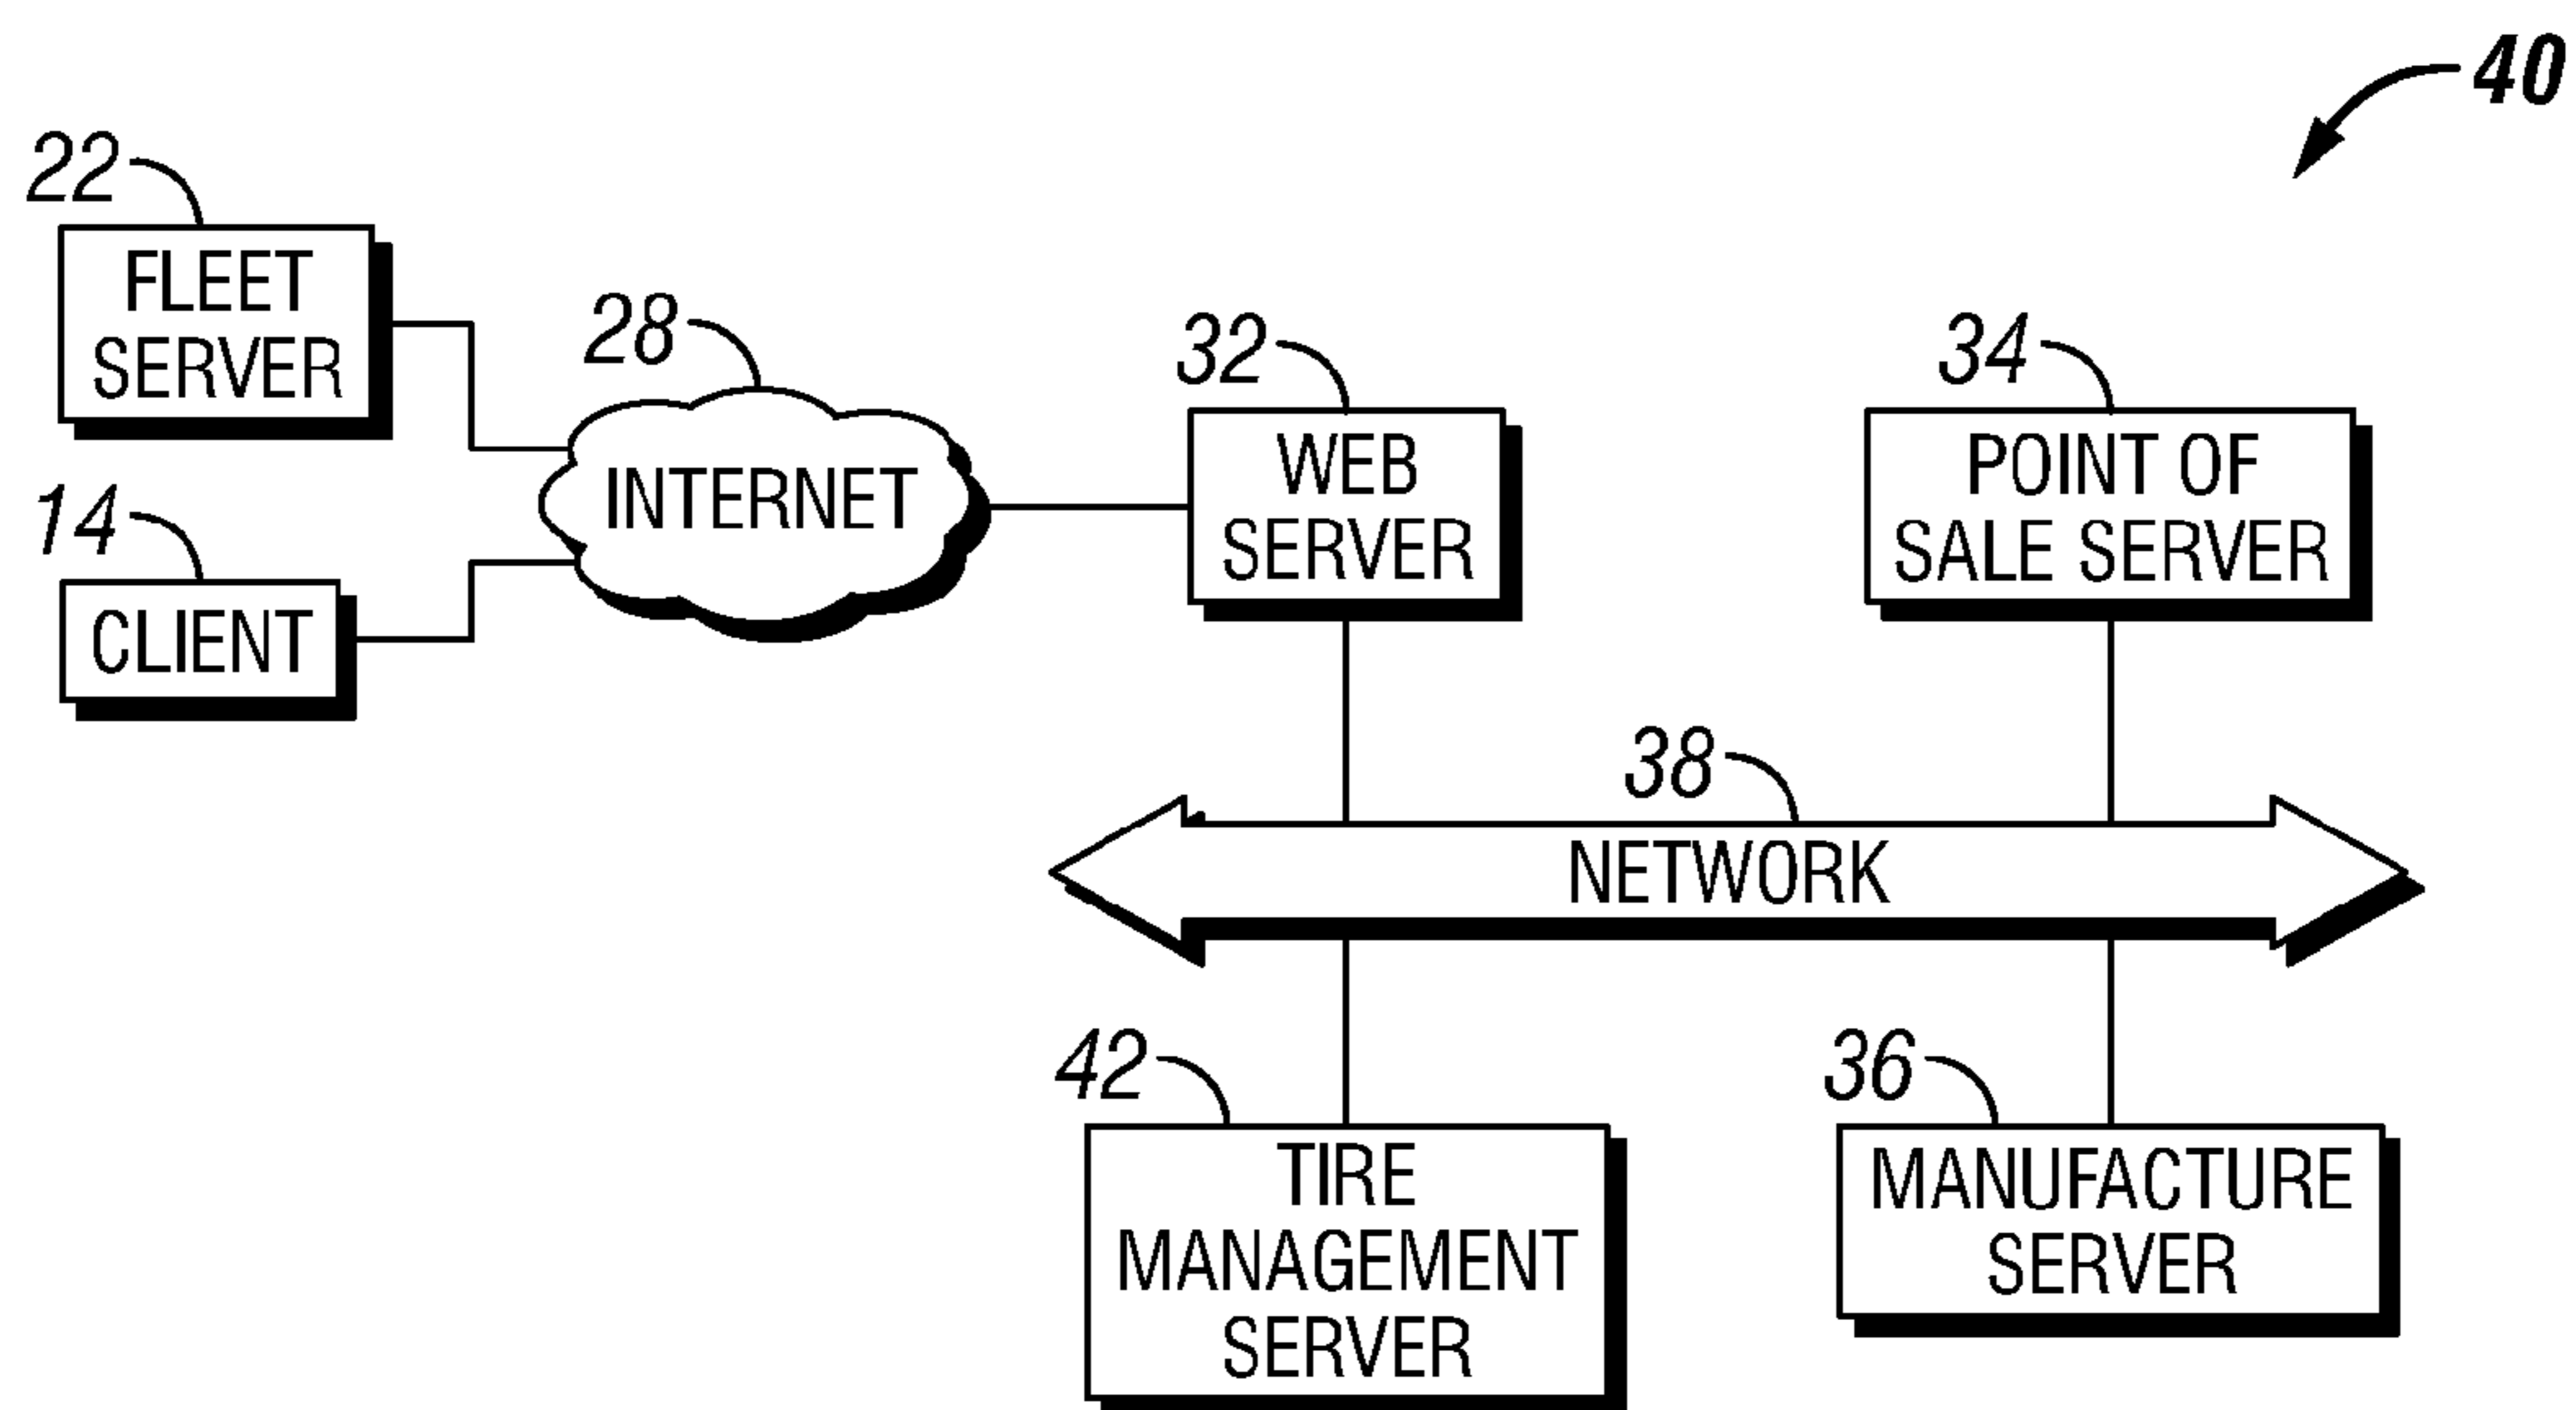 40
22
FLEET
SERVER
28
INTERNET
14
CLIENT
32
WEB
SERVER
34
POINT OF
SALE SERVER
38
NETWORK
42
TIRE
MANAGEMENT
SERVER
36
MANUFACTURE
SERVER